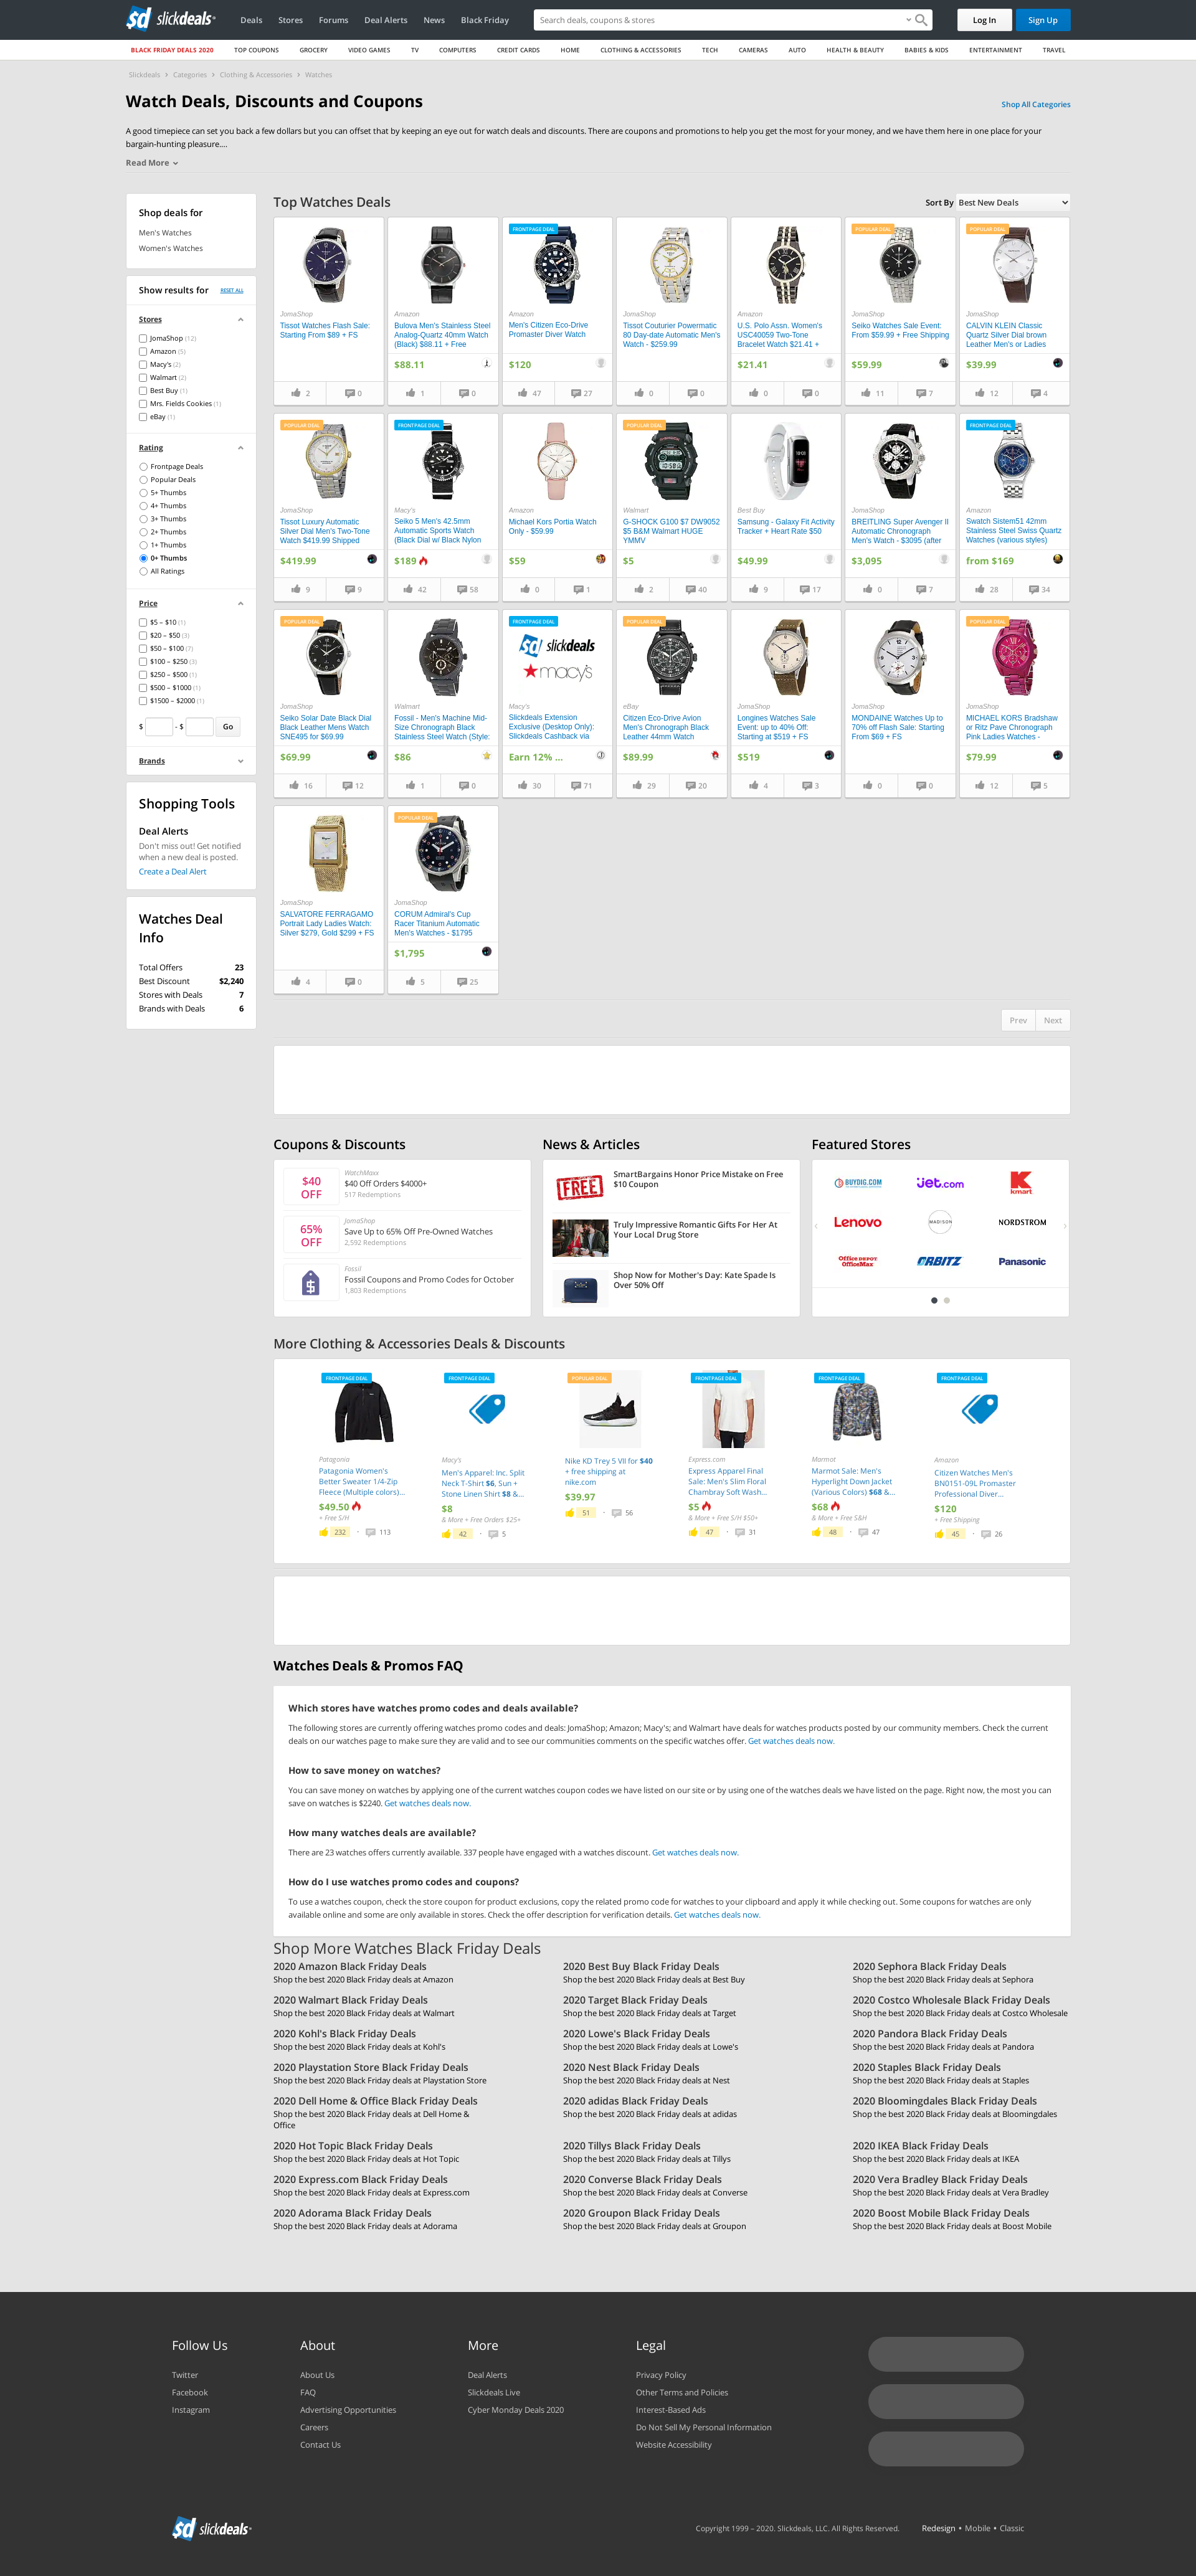 slickdeals
Deals
Stores
Forums
Deal Alerts
News
Black Friday
Search deals, coupons & stores
Log In
Sign Up
BLACK FRIDAY DEALS 2020
TOP COUPONS
GROCERY
VIDEO GAMES
TV
COMPUTERS
CREDIT CARDS
HOME
CLOTHING & ACCESSORIES
TECH
CAMERAS
AUTO
HEALTH & BEAUTY
BABIES & KIDS
ENTERTAINMENT
TRAVEL
Slickdeals > Categories > Clothing & Accessories > Watches
Watch Deals, Discounts and Coupons
Shop All Categories
A good timepiece can set you back a few dollars but you can offset that by keeping an eye out for watch deals and discounts. There are coupons and promotions to help you get the most for your money, and we have them here in one place for your
bargain-hunting pleasure....
Read More
Shop deals for
Men's Watches
Women's Watches
Show results for
RESET ALL
Stores
JomaShop (12)
Amazon (5)
Macy's (2)
Walmart (2)
Best Buy (1)
Mrs. Fields Cookies (1)
eBay (1)
Rating
Frontpage Deals
Popular Deals
5+ Thumbs
4+ Thumbs
3+ Thumbs
2+ Thumbs
1+ Thumbs
0+ Thumbs
All Ratings
Price
$5 – $10 (1)
$20 – $50 (3)
$50 – $100 (7)
$100 – $250 (3)
$250 – $500 (1)
$500 – $1000 (1)
$1500 – $2000 (1)
$ - $ Go
Brands
Shopping Tools
Deal Alerts
Don't miss out! Get notified
when a new deal is posted.
Create a Deal Alert
Watches Deal
Info
Total Offers 23
Best Discount $2,240
Stores with Deals 7
Brands with Deals 6
Top Watches Deals
Sort By Best New Deals
JomaShop
Tissot Watches Flash Sale:
Starting From $89 + FS
2 0
Amazon
Bulova Men's Stainless Steel
Analog-Quartz 40mm Watch
(Black) $88.11 + Free
$88.11
1 0
FRONTPAGE DEAL
Amazon
Men's Citizen Eco-Drive
Promaster Diver Watch
$120
47 27
JomaShop
Tissot Couturier Powermatic
80 Day-date Automatic Men's
Watch - $259.99
0 0
Amazon
U.S. Polo Assn. Women's
USC40059 Two-Tone
Bracelet Watch $21.41 +
$21.41
0 0
POPULAR DEAL
JomaShop
Seiko Watches Sale Event:
From $59.99 + Free Shipping
$59.99
11 7
POPULAR DEAL
JomaShop
CALVIN KLEIN Classic
Quartz Silver Dial brown
Leather Men's or Ladies
$39.99
12 4
POPULAR DEAL
JomaShop
Tissot Luxury Automatic
Silver Dial Men's Two-Tone
Watch $419.99 Shipped
$419.99
9 9
FRONTPAGE DEAL
Macy's
Seiko 5 Men's 42.5mm
Automatic Sports Watch
(Black Dial w/ Black Nylon
$189
42 58
Amazon
Michael Kors Portia Watch
Only - $59.99
$59
0 1
POPULAR DEAL
Walmart
G-SHOCK G100 $7 DW9052
$5 B&M Walmart HUGE
YMMV
$5
2 40
Best Buy
Samsung - Galaxy Fit Activity
Tracker + Heart Rate $50
$49.99
9 17
JomaShop
BREITLING Super Avenger II
Automatic Chronograph
Men's Watch - $3095 (after
$3,095
0 7
FRONTPAGE DEAL
Amazon
Swatch Sistem51 42mm
Stainless Steel Swiss Quartz
Watches (various styles)
from $169
28 34
POPULAR DEAL
JomaShop
Seiko Solar Date Black Dial
Black Leather Mens Watch
SNE495 for $69.99
$69.99
16 12
Walmart
Fossil - Men's Machine Mid-
Size Chronograph Black
Stainless Steel Watch (Style:
$86
1 0
FRONTPAGE DEAL
slickdeals
macy's
Macy's
Slickdeals Extension
Exclusive (Desktop Only):
Slickdeals Cashback via
Earn 12% ...
30 71
POPULAR DEAL
eBay
Citizen Eco-Drive Avion
Men's Chronograph Black
Leather 44mm Watch
$89.99
29 20
JomaShop
Longines Watches Sale
Event: up to 40% Off:
Starting at $519 + FS
$519
4 3
JomaShop
MONDAINE Watches Up to
70% off Flash Sale: Starting
From $69 + FS
0 0
POPULAR DEAL
JomaShop
MICHAEL KORS Bradshaw
or Ritz Pave Chronograph
Pink Ladies Watches -
$79.99
12 5
JomaShop
SALVATORE FERRAGAMO
Portrait Lady Ladies Watch:
Silver $279, Gold $299 + FS
4 0
POPULAR DEAL
JomaShop
CORUM Admiral's Cup
Racer Titanium Automatic
Men's Watches - $1795
$1,795
5 25
Prev Next
Coupons & Discounts
$40
OFF
WatchMaxx
$40 Off Orders $4000+
517 Redemptions
65%
OFF
JomaShop
Save Up to 65% Off Pre-Owned Watches
2,592 Redemptions
Fossil
Fossil Coupons and Promo Codes for October
1,803 Redemptions
News & Articles
FREE
SmartBargains Honor Price Mistake on Free
$10 Coupon
Truly Impressive Romantic Gifts For Her At
Your Local Drug Store
Shop Now for Mother's Day: Kate Spade Is
Over 50% Off
Featured Stores
BUYDIG.COM
Jet.com
kmart
Lenovo
MADISON
NORDSTROM
Office DEPOT
OfficeMax
ORBITZ
Panasonic
More Clothing & Accessories Deals & Discounts
FRONTPAGE DEAL
Patagonia
Patagonia Women's
Better Sweater 1/4-Zip
Fleece (Multiple colors)...
$49.50
+ Free S/H
232 · 113
FRONTPAGE DEAL
Macy's
Men's Apparel: Inc. Split
Neck T-Shirt $6, Sun +
Stone Linen Shirt $8 &...
$8
& More + Free Orders $25+
42 · 5
POPULAR DEAL
Nike KD Trey 5 VII for $40
+ free shipping at
nike.com
$39.97
51 · 56
FRONTPAGE DEAL
Express.com
Express Apparel Final
Sale: Men's Slim Floral
Chambray Soft Wash...
$5
& More + Free S/H $50+
47 · 31
FRONTPAGE DEAL
Marmot
Marmot Sale: Men's
Hyperlight Down Jacket
(Various Colors) $68 &...
$68
& More + Free S&H
48 · 47
FRONTPAGE DEAL
Amazon
Citizen Watches Men's
BN0151-09L Promaster
Professional Diver...
$120
+ Free Shipping
45 · 26
Watches Deals & Promos FAQ
Which stores have watches promo codes and deals available?
The following stores are currently offering watches promo codes and deals: JomaShop; Amazon; Macy's; and Walmart have deals for watches products posted by our community members. Check the current
deals on our watches page to make sure they are valid and to see our communities comments on the specific watches offer. Get watches deals now.
How to save money on watches?
You can save money on watches by applying one of the current watches coupon codes we have listed on our site or by using one of the watches deals we have listed on the page. Right now, the most you can
save on watches is $2240. Get watches deals now.
How many watches deals are available?
There are 23 watches offers currently available. 337 people have engaged with a watches discount. Get watches deals now.
How do I use watches promo codes and coupons?
To use a watches coupon, check the store coupon for product exclusions, copy the related promo code for watches to your clipboard and apply it while checking out. Some coupons for watches are only
available online and some are only available in stores. Check the offer description for verification details. Get watches deals now.
Shop More Watches Black Friday Deals
2020 Amazon Black Friday Deals
Shop the best 2020 Black Friday deals at Amazon
2020 Best Buy Black Friday Deals
Shop the best 2020 Black Friday deals at Best Buy
2020 Sephora Black Friday Deals
Shop the best 2020 Black Friday deals at Sephora
2020 Walmart Black Friday Deals
Shop the best 2020 Black Friday deals at Walmart
2020 Target Black Friday Deals
Shop the best 2020 Black Friday deals at Target
2020 Costco Wholesale Black Friday Deals
Shop the best 2020 Black Friday deals at Costco Wholesale
2020 Kohl's Black Friday Deals
Shop the best 2020 Black Friday deals at Kohl's
2020 Lowe's Black Friday Deals
Shop the best 2020 Black Friday deals at Lowe's
2020 Pandora Black Friday Deals
Shop the best 2020 Black Friday deals at Pandora
2020 Playstation Store Black Friday Deals
Shop the best 2020 Black Friday deals at Playstation Store
2020 Nest Black Friday Deals
Shop the best 2020 Black Friday deals at Nest
2020 Staples Black Friday Deals
Shop the best 2020 Black Friday deals at Staples
2020 Dell Home & Office Black Friday Deals
Shop the best 2020 Black Friday deals at Dell Home &
Office
2020 adidas Black Friday Deals
Shop the best 2020 Black Friday deals at adidas
2020 Bloomingdales Black Friday Deals
Shop the best 2020 Black Friday deals at Bloomingdales
2020 Hot Topic Black Friday Deals
Shop the best 2020 Black Friday deals at Hot Topic
2020 Tillys Black Friday Deals
Shop the best 2020 Black Friday deals at Tillys
2020 IKEA Black Friday Deals
Shop the best 2020 Black Friday deals at IKEA
2020 Express.com Black Friday Deals
Shop the best 2020 Black Friday deals at Express.com
2020 Converse Black Friday Deals
Shop the best 2020 Black Friday deals at Converse
2020 Vera Bradley Black Friday Deals
Shop the best 2020 Black Friday deals at Vera Bradley
2020 Adorama Black Friday Deals
Shop the best 2020 Black Friday deals at Adorama
2020 Groupon Black Friday Deals
Shop the best 2020 Black Friday deals at Groupon
2020 Boost Mobile Black Friday Deals
Shop the best 2020 Black Friday deals at Boost Mobile
Follow Us
Twitter
Facebook
Instagram
About
About Us
FAQ
Advertising Opportunities
Careers
Contact Us
More
Deal Alerts
Slickdeals Live
Cyber Monday Deals 2020
Legal
Privacy Policy
Other Terms and Policies
Interest-Based Ads
Do Not Sell My Personal Information
Website Accessibility
slickdeals
Copyright 1999 – 2020. Slickdeals, LLC. All Rights Reserved.
Redesign • Mobile • Classic